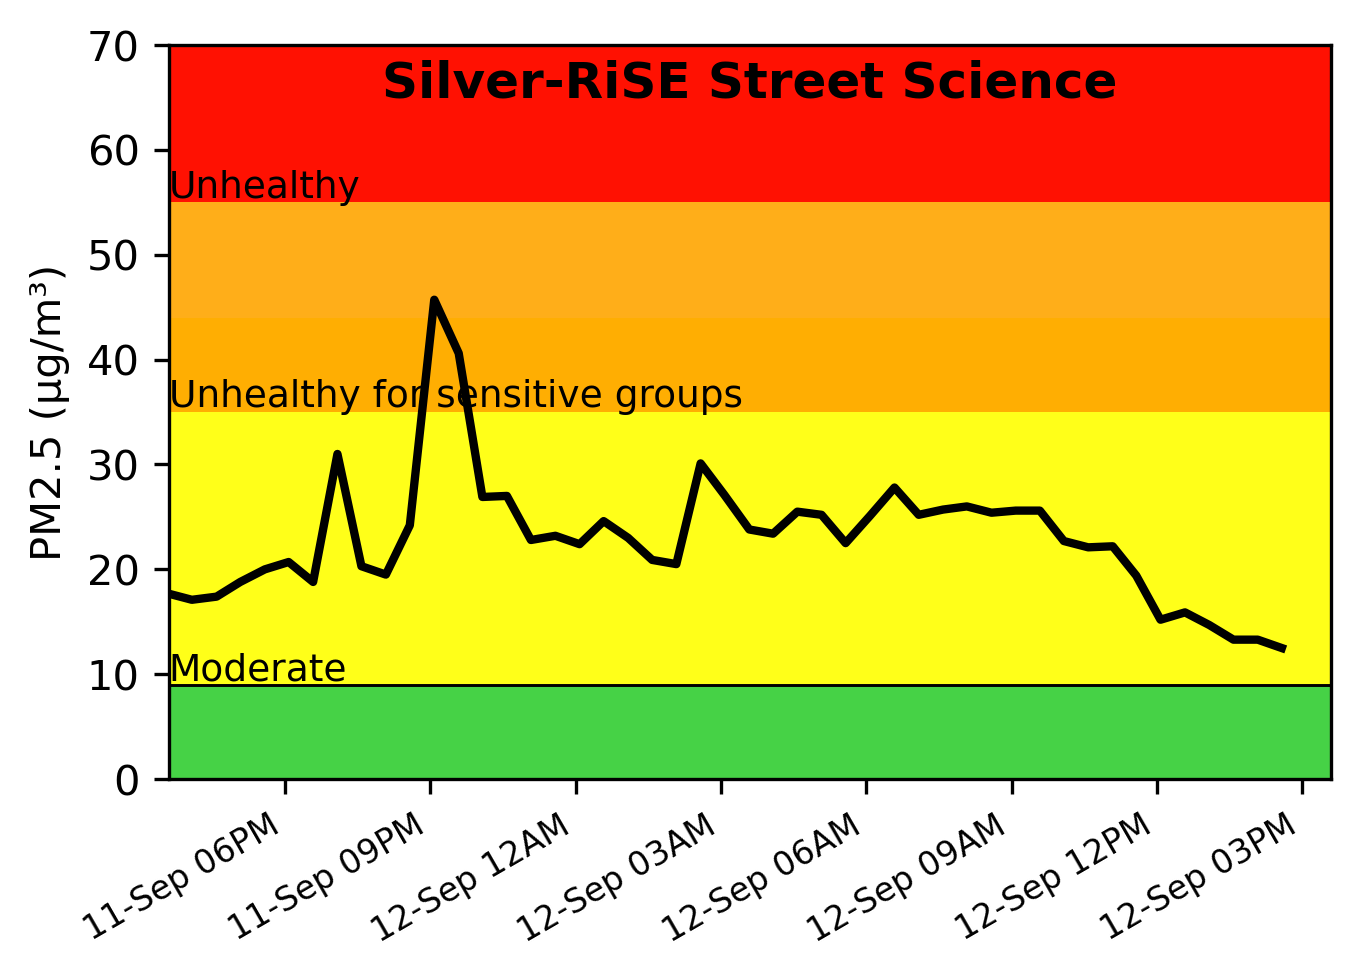 Silver-RiSE Street Science
70
60
50
40
30
20
10
0
PM2.5 (µg/m³)
Unhealthy
Unhealthy for sensitive groups
Moderate
11-Sep 06PM
11-Sep 09PM
12-Sep 12AM
12-Sep 03AM
12-Sep 06AM
12-Sep 09AM
12-Sep 12PM
12-Sep 03PM